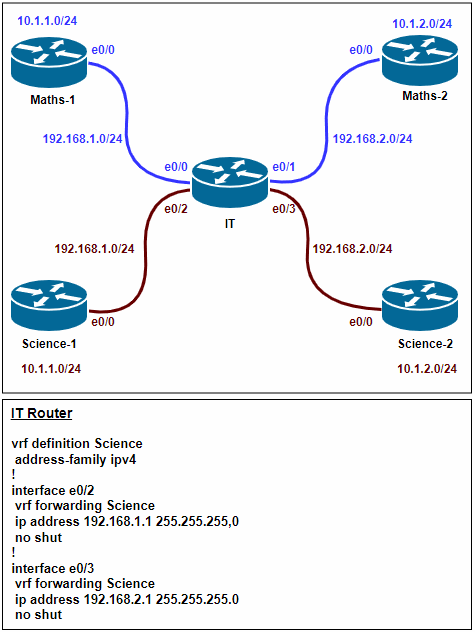 10.1.1.0/24
10.1.2.0/24
e0/0
e0/0
Maths-1
Maths-2
192.168.1.0/24
192.168.2.0/24
e0/0
e0/1
e0/2
e0/3
IT
192.168.1.0/24
192.168.2.0/24
e0/0
e0/0
Science-1
Science-2
10.1.1.0/24
10.1.2.0/24
IT Router
vrf definition Science
address-family ipv4
!
interface e0/2
vrf forwarding Science
ip address 192.168.1.1 255.255.255,0
no shut
!
interface e0/3
vrf forwarding Science
ip address 192.168.2.1 255.255.255.0
no shut